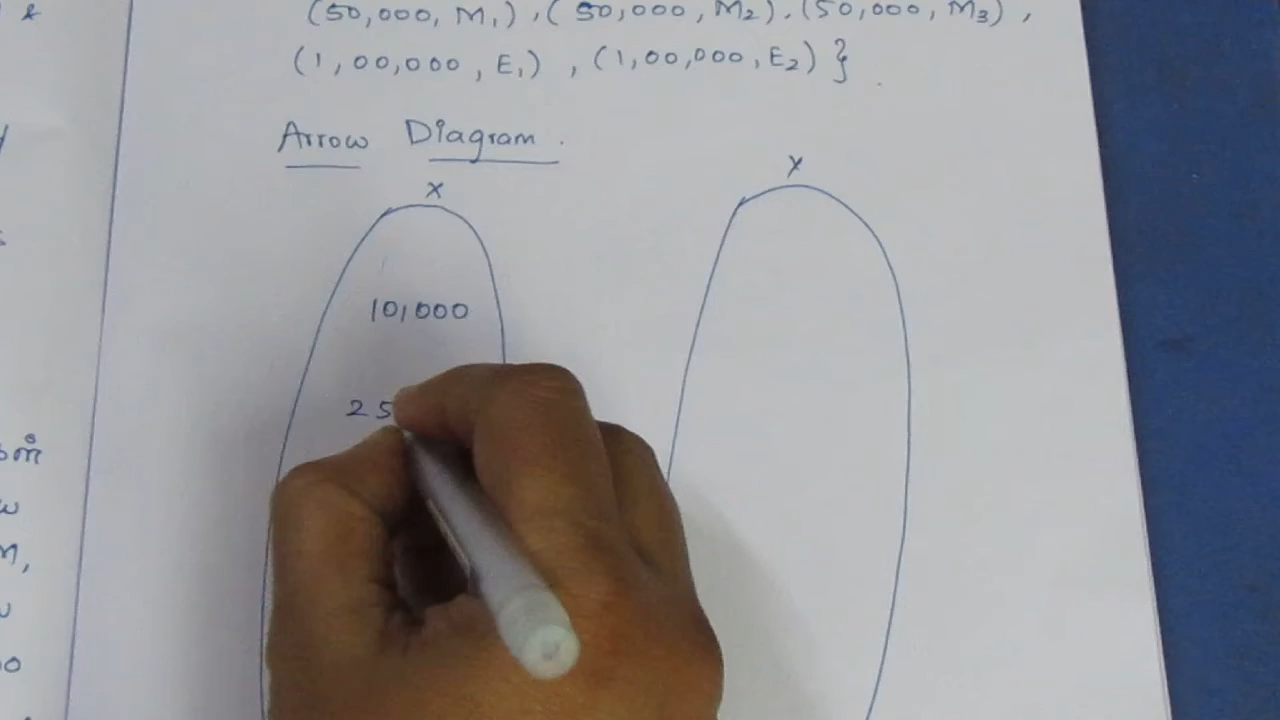 (50,000, M₁), (50,000, M₂), (50,000, M₃),
(1,00,000, E₁), (1,00,000, E₂) }
Arrow Diagram.
X
Y
10,000
25